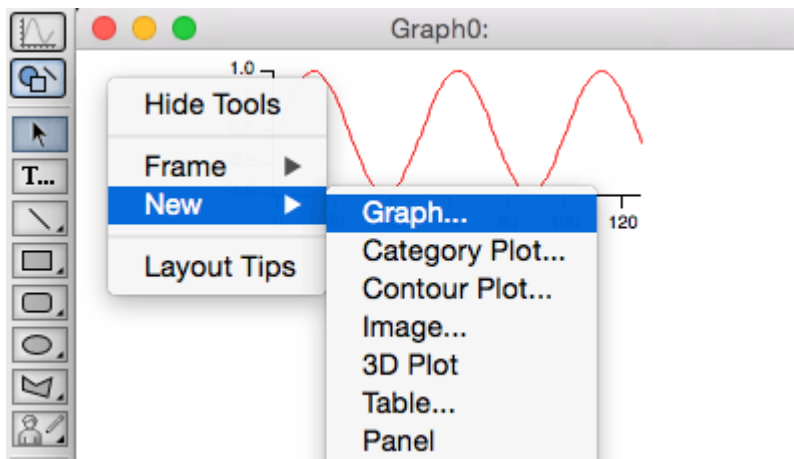 Graph0:
1.0
Hide Tools
Frame
New
Layout Tips
Graph...
Category Plot...
Contour Plot...
Image...
3D Plot
Table...
Panel
120
T...